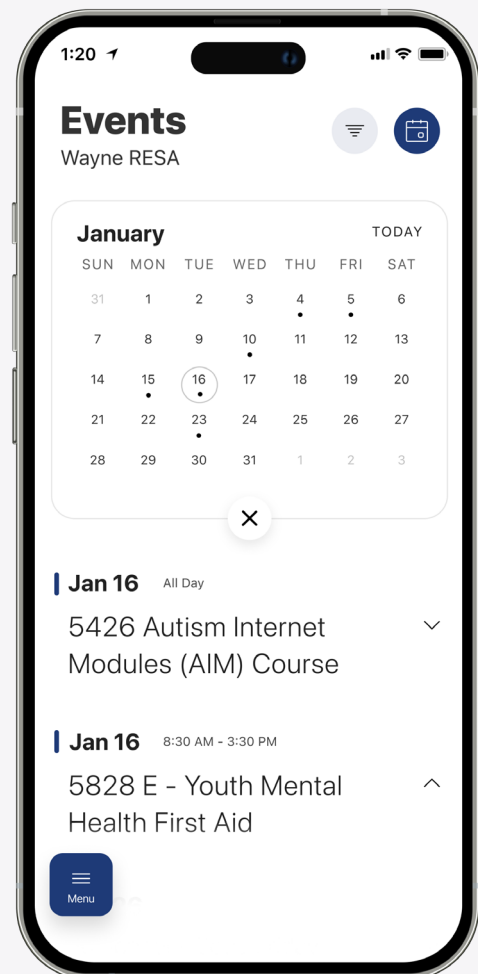 1:20
Events
Wayne RESA
January
TODAY
SUN MON TUE WED THU FRI SAT
31 1 2 3 4 5 6
7 8 9 10 11 12 13
14 15 16 17 18 19 20
21 22 23 24 25 26 27
28 29 30 31 1 2 3
Jan 16 All Day
5426 Autism Internet
Modules (AIM) Course
Jan 16 8:30 AM - 3:30 PM
5828 E - Youth Mental
Health First Aid
Menu